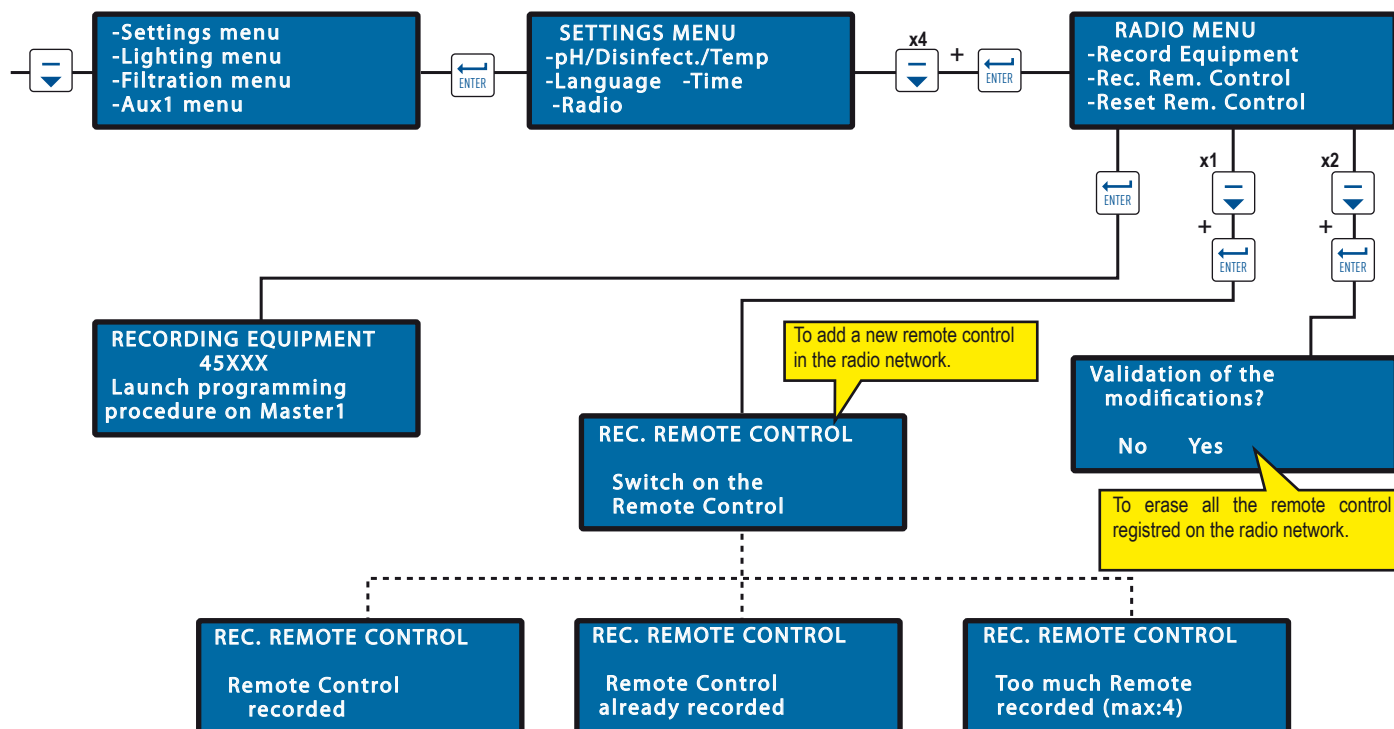 -Settings menu
-Lighting menu
-Filtration menu
-Aux1 menu
ENTER
SETTINGS MENU
-pH/Disinfect./Temp
-Language -Time
-Radio
x4
+
ENTER
RADIO MENU
-Record Equipment
-Rec. Rem. Control
-Reset Rem. Control
ENTER
x1
+
ENTER
x2
+
ENTER
RECORDING EQUIPMENT
45XXX
Launch programming
procedure on Master1
To add a new remote control
in the radio network.
REC. REMOTE CONTROL
Switch on the
Remote Control
Validation of the
modifications?
No Yes
To erase all the remote control
registred on the radio network.
REC. REMOTE CONTROL
Remote Control
recorded
REC. REMOTE CONTROL
Remote Control
already recorded
REC. REMOTE CONTROL
Too much Remote
recorded (max:4)